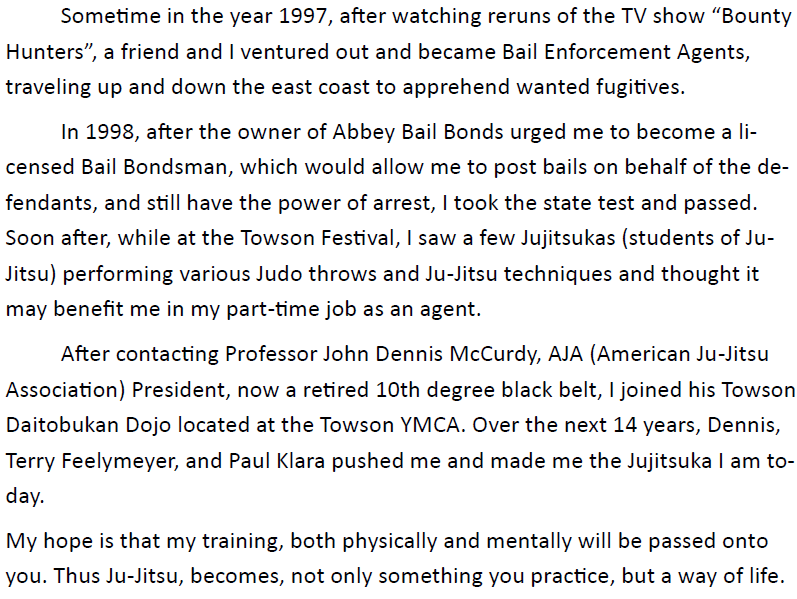 Sometime in the year 1997, after watching reruns of the TV show “Bounty
Hunters”, a friend and I ventured out and became Bail Enforcement Agents,
traveling up and down the east coast to apprehend wanted fugitives.
In 1998, after the owner of Abbey Bail Bonds urged me to become a li-
censed Bail Bondsman, which would allow me to post bails on behalf of the de-
fendants, and still have the power of arrest, I took the state test and passed.
Soon after, while at the Towson Festival, I saw a few Jujitsukas (students of Ju-
Jitsu) performing various Judo throws and Ju-Jitsu techniques and thought it
may benefit me in my part-time job as an agent.
After contacting Professor John Dennis McCurdy, AJA (American Ju-Jitsu
Association) President, now a retired 10th degree black belt, I joined his Towson
Daitobukan Dojo located at the Towson YMCA. Over the next 14 years, Dennis,
Terry Feelymeyer, and Paul Klara pushed me and made me the Jujitsuka I am to-
day.
My hope is that my training, both physically and mentally will be passed onto
you. Thus Ju-Jitsu, becomes, not only something you practice, but a way of life.